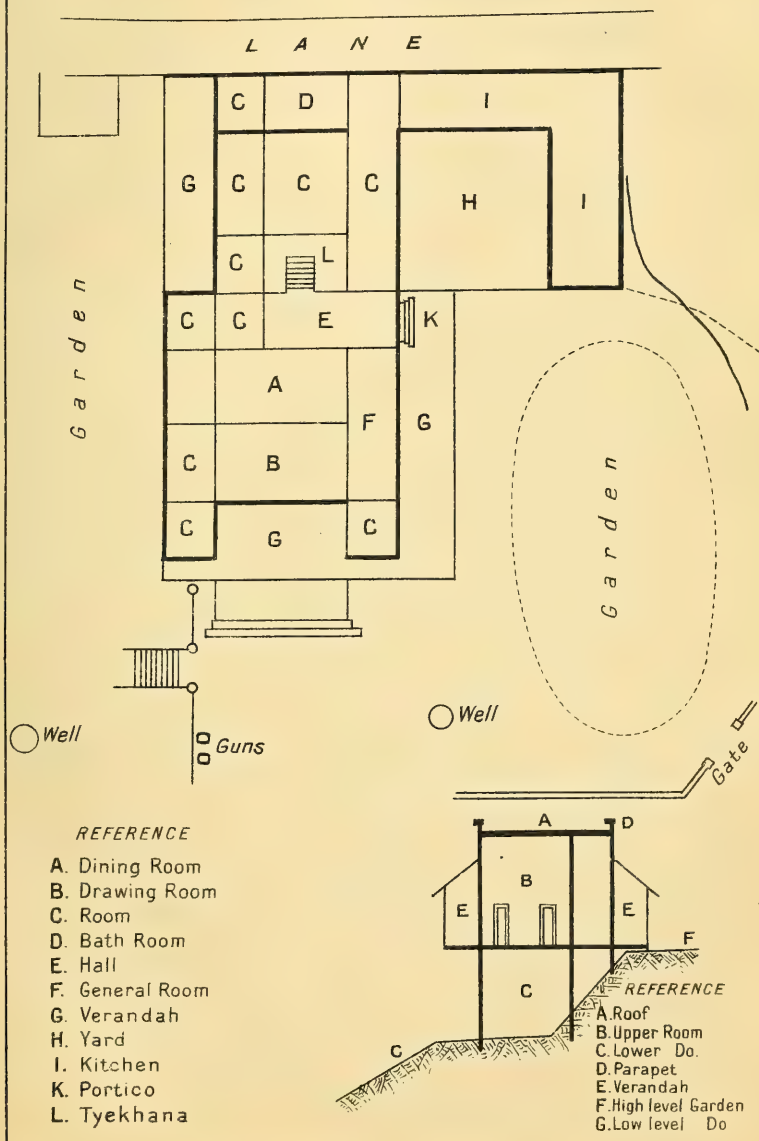 L A N E
C D I
G C C C H I
C L
C C E K
A
F G
C B
C G C
Garden
Garden
Well
Guns
Well
Gate
REFERENCE
A. Dining Room
B. Drawing Room
C. Room
D. Bath Room
E. Hall
F. General Room
G. Verandah
H. Yard
I. Kitchen
K. Portico
L. Tyekhana
A D
B
E E
F
C
G
REFERENCE
A. Roof
B. Upper Room
C. Lower Do.
D. Parapet
E. Verandah
F. High level Garden
G. Low level Do